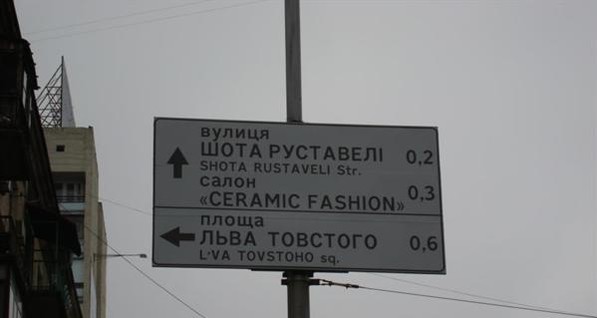 вулиця
ШОТА РУСТАВЕЛІ 0,2
SHOTA RUSTAVELI Str.
салон
«CERAMIC FASHION» 0,3
площа
ЛЬВА ТОВСТОГО 0,6
L'VA TOVSTOHO sq.